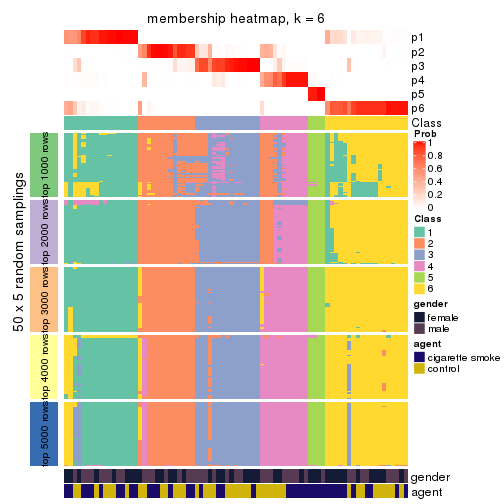 membership heatmap, k = 6
p1
p2
p3
p4
p5
p6
Class
50 x 5 random samplings
top 1000 rows
top 2000 rows
top 3000 rows
top 4000 rows
top 5000 rows
gender
agent
Prob
1
0.8
0.6
0.4
0.2
0
Class
1
2
3
4
5
6
gender
female
male
agent
cigarette smoke
control